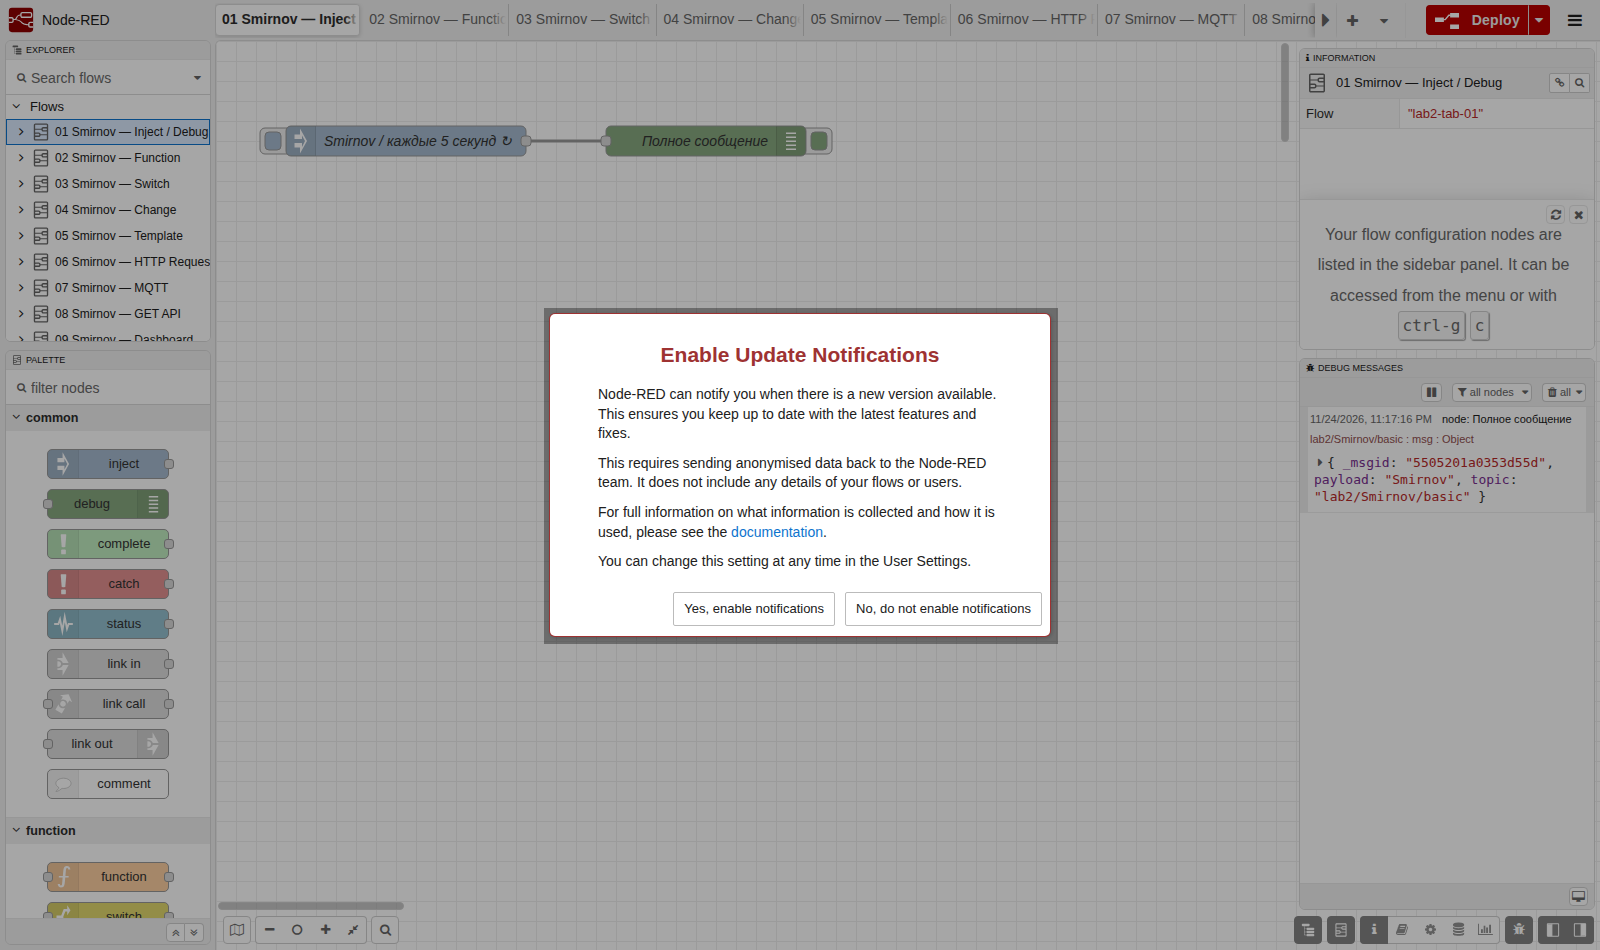 Node-RED
01 Smirnov — Inject
02 Smirnov — Functi
03 Smirnov — Switch
04 Smirnov — Chang
05 Smirnov — Templa
06 Smirnov — HTTP
07 Smirnov — MQTT
08 Smirno
Deploy
EXPLORER
Search flows
Flows
01 Smirnov — Inject / Debug
02 Smirnov — Function
03 Smirnov — Switch
04 Smirnov — Change
05 Smirnov — Template
06 Smirnov — HTTP Reques
07 Smirnov — MQTT
08 Smirnov — GET API
09 Smirnov — Dashboard
PALETTE
filter nodes
common
inject
debug
complete
catch
status
link in
link call
link out
comment
function
function
switch
Smirnov / каждые 5 секунд ↻
Полное сообщение
Enable Update Notifications
Node-RED can notify you when there is a new version available.
This ensures you keep up to date with the latest features and
fixes.
This requires sending anonymised data back to the Node-RED
team. It does not include any details of your flows or users.
For full information on what information is collected and how it is
used, please see the documentation.
You can change this setting at any time in the User Settings.
Yes, enable notifications
No, do not enable notifications
INFORMATION
01 Smirnov — Inject / Debug
Flow "lab2-tab-01"
Your flow configuration nodes are
listed in the sidebar panel. It can be
accessed from the menu or with
ctrl-g c
DEBUG MESSAGES
all nodes
all
11/24/2026, 11:17:16 PM node: Полное сообщение
lab2/Smirnov/basic : msg : Object
{ _msgid: "5505201a0353d55d",
payload: "Smirnov", topic:
"lab2/Smirnov/basic" }